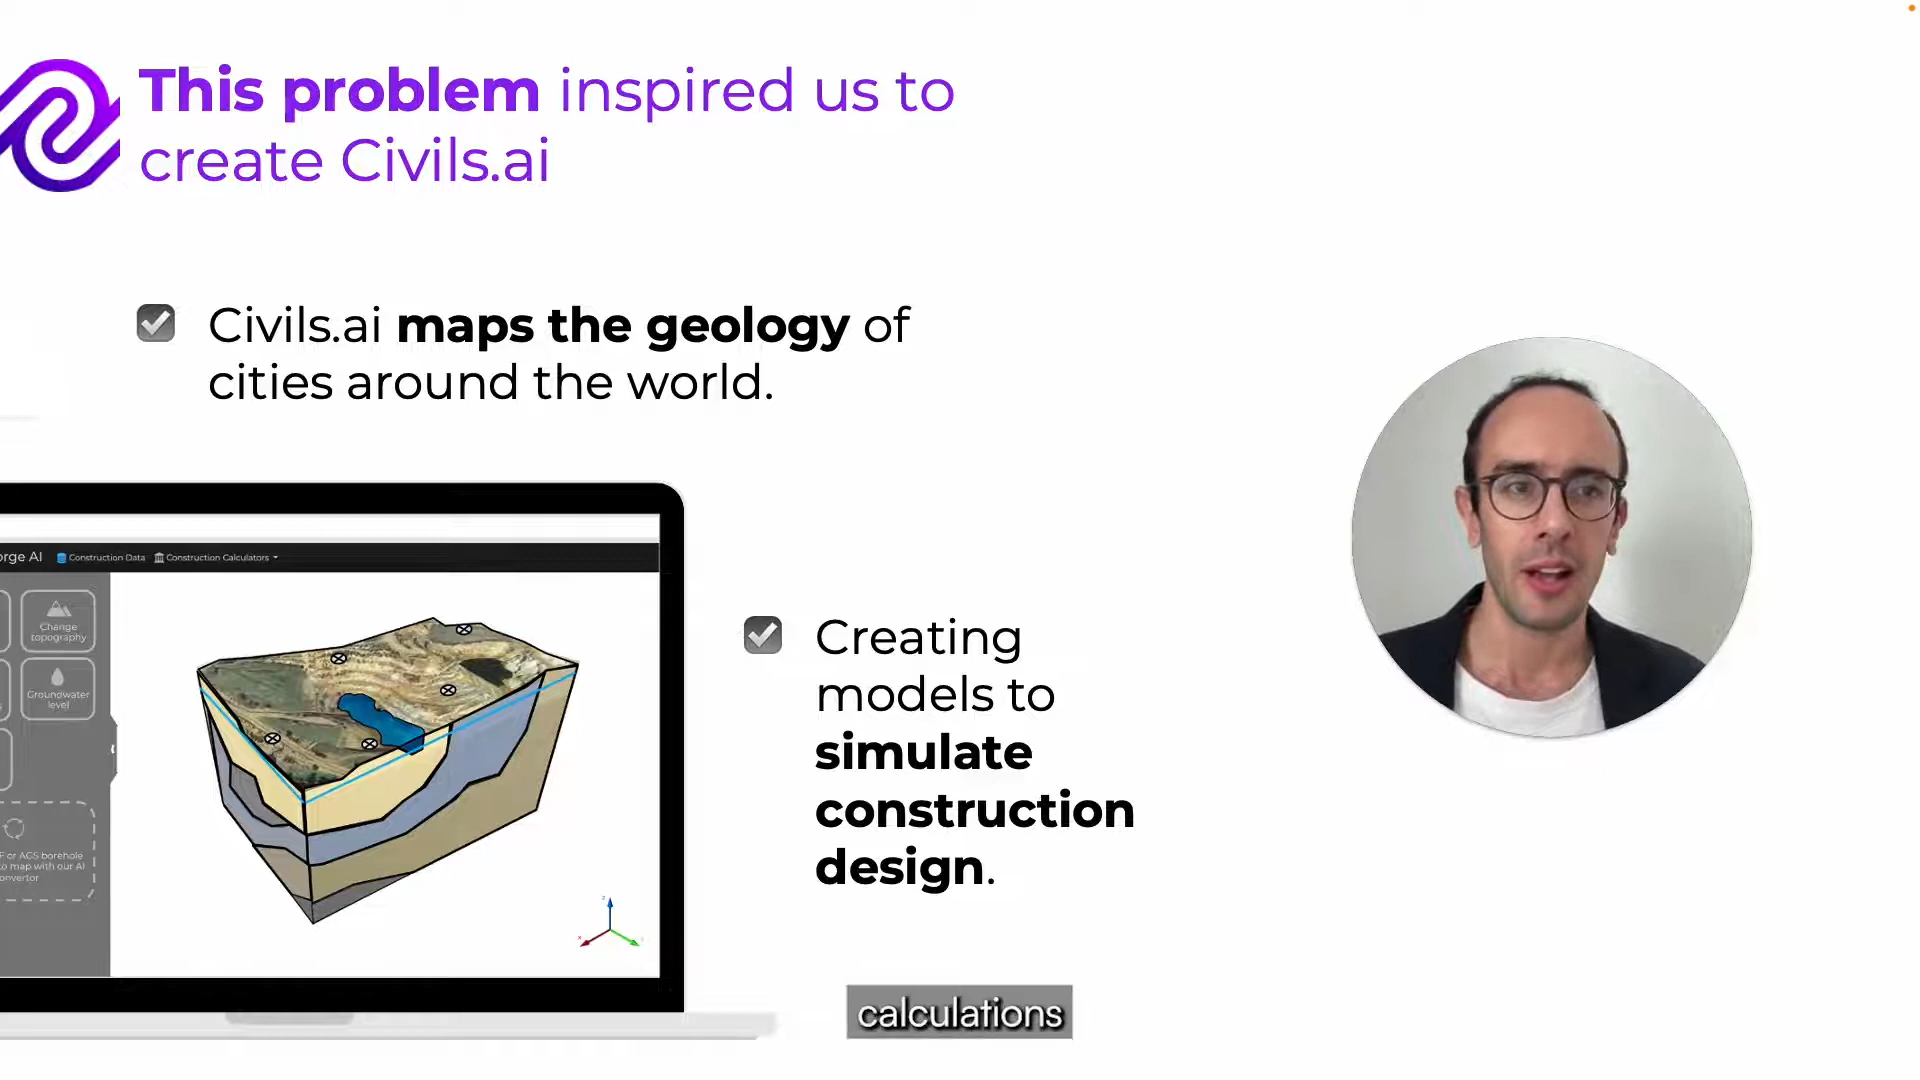 This problem inspired us to
create Civils.ai
Civils.ai maps the geology of
cities around the world.
orge AI
Construction Data
Construction Calculators
Change
topography
Groundwater
level
F or AGS borehole
to map with our AI
onvertor
Creating
models to
simulate
construction
design.
calculations